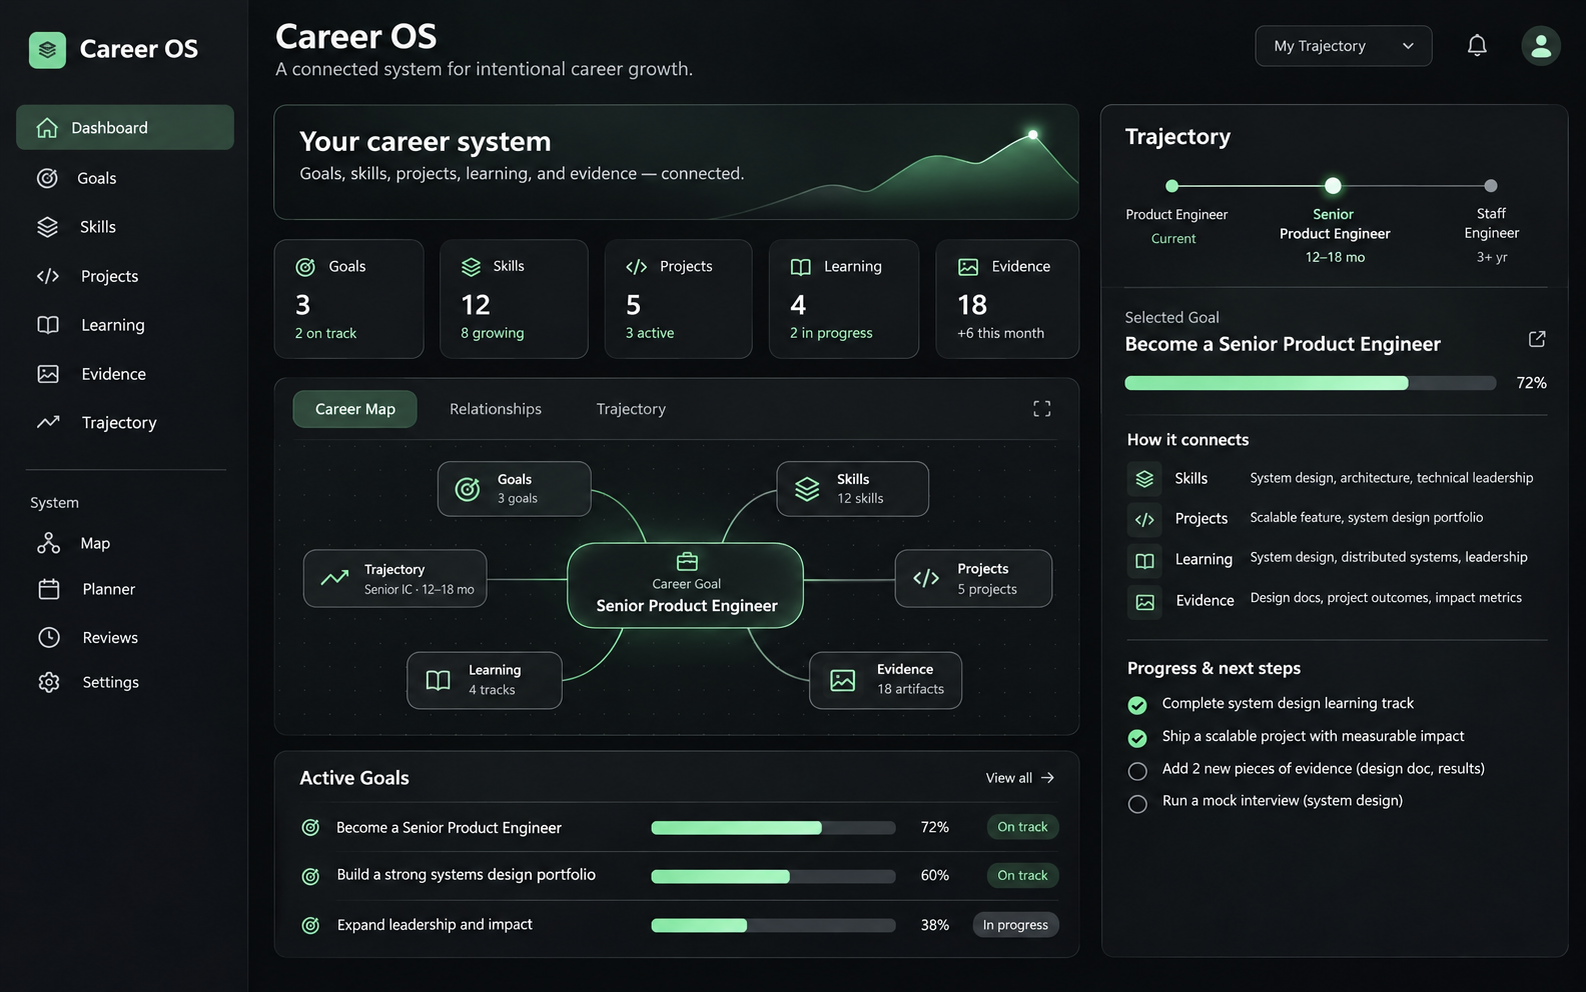 Career OS
Dashboard
Goals
Skills
Projects
Learning
Evidence
Trajectory
System
Map
Planner
Reviews
Settings
Career OS
A connected system for intentional career growth.
My Trajectory
Your career system
Goals, skills, projects, learning, and evidence — connected.
Goals
3
2 on track
Skills
12
8 growing
Projects
5
3 active
Learning
4
2 in progress
Evidence
18
+6 this month
Career Map
Relationships
Trajectory
Goals
3 goals
Skills
12 skills
Trajectory
Senior IC · 12–18 mo
Career Goal
Senior Product Engineer
Projects
5 projects
Learning
4 tracks
Evidence
18 artifacts
Active Goals
View all
Become a Senior Product Engineer
72%
On track
Build a strong systems design portfolio
60%
On track
Expand leadership and impact
38%
In progress
Trajectory
Product Engineer
Current
Senior
Product Engineer
12–18 mo
Staff
Engineer
3+ yr
Selected Goal
Become a Senior Product Engineer
72%
How it connects
Skills
System design, architecture, technical leadership
Projects
Scalable feature, system design portfolio
Learning
System design, distributed systems, leadership
Evidence
Design docs, project outcomes, impact metrics
Progress & next steps
Complete system design learning track
Ship a scalable project with measurable impact
Add 2 new pieces of evidence (design doc, results)
Run a mock interview (system design)